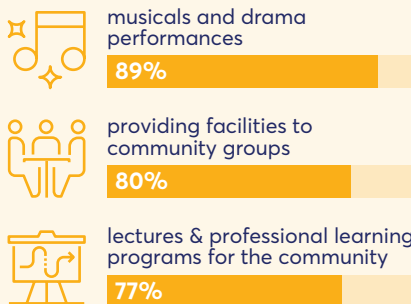 musicals and drama
performances
89%
providing facilities to
community groups
80%
lectures & professional learning
programs for the community
77%